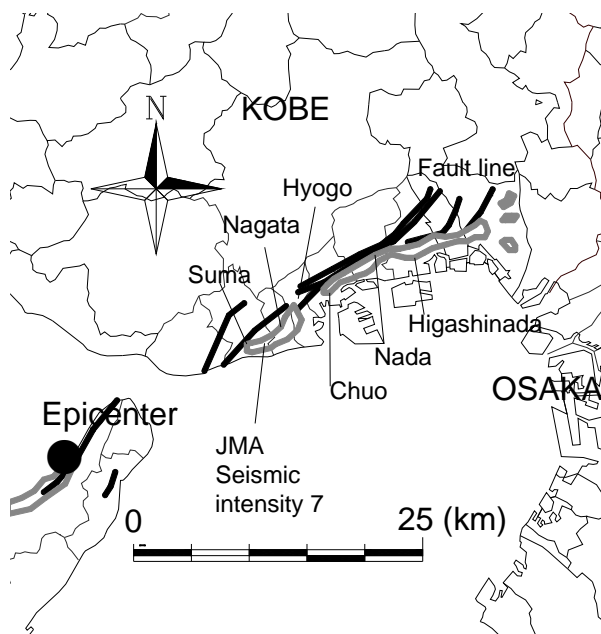 N
KOBE
Fault line
Hyogo
Nagata
Suma
Higashinada
Nada
Chuo
OSAKA
Epicenter
JMA
Seismic
intensity 7
0
25 (km)